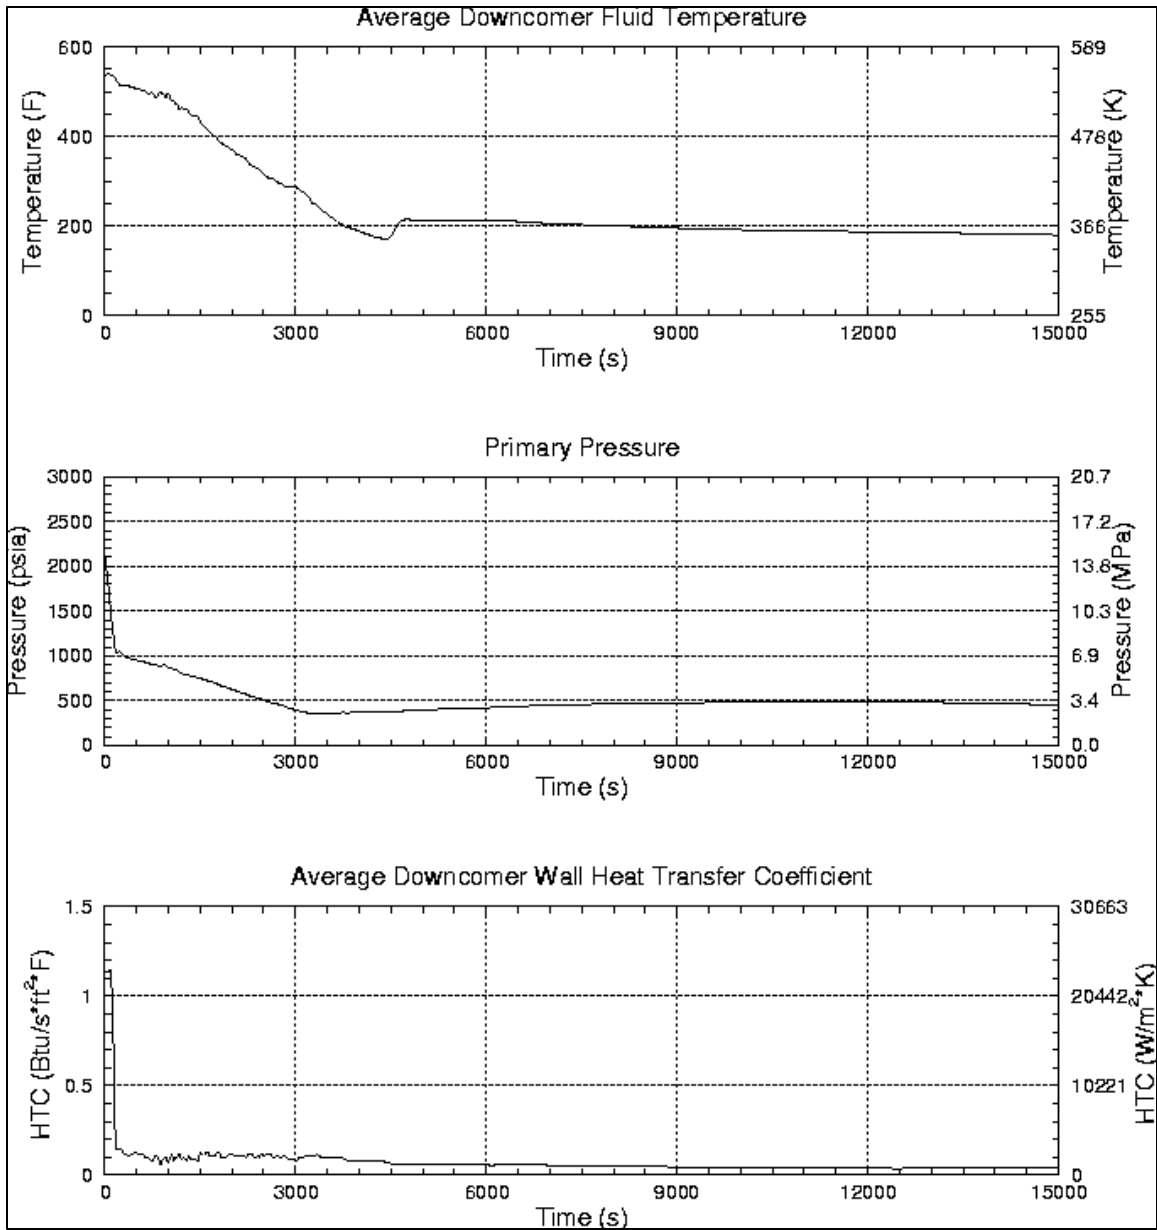 Average Downcomer Fluid Temperature
600
400
200
0
Temperature (F)
589
478
366
255
Temperature (K)
0 3000 6000 9000 12000 15000
Time (s)
Primary Pressure
3000
2500
2000
1500
1000
500
0
Pressure (psia)
20.7
17.2
13.8
10.3
6.9
3.4
0.0
Pressure (MPa)
0 3000 6000 9000 12000 15000
Time (s)
Average Downcomer Wall Heat Transfer Coefficient
1.5
1
0.5
0
HTC (Btu/s*ft²*F)
30663
20442
10221
0
HTC (W/m²*K)
0 3000 6000 9000 12000 15000
Time (s)